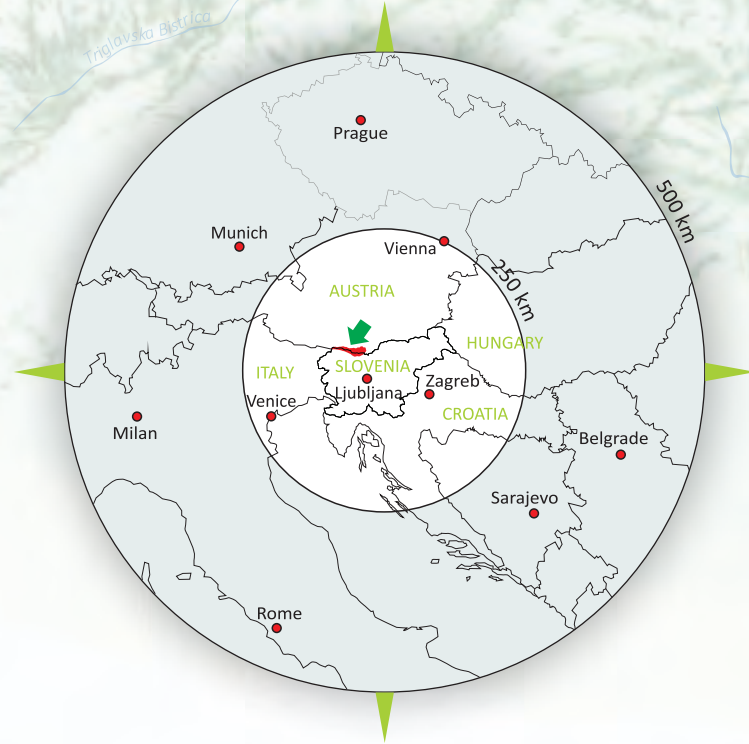 Triglavska Bistrica
Prague
500 km
Munich
Vienna
250 km
AUSTRIA
HUNGARY
ITALY
SLOVENIA
Ljubljana
Zagreb
Venice
CROATIA
Milan
Belgrade
Sarajevo
Rome